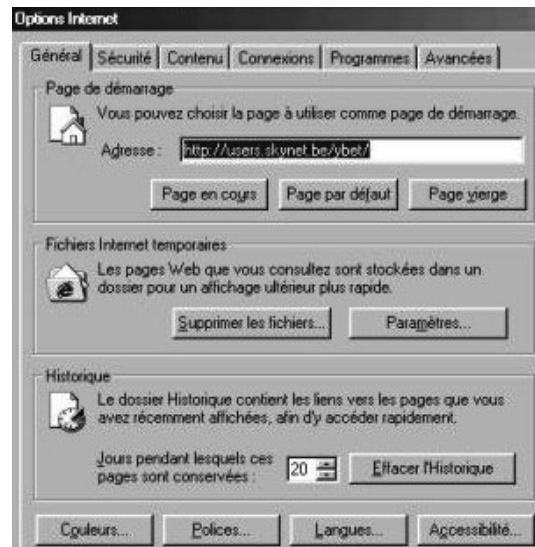 Options Internet
Général Sécurité Contenu Connexions Programmes Avancées
Page de démarrage
Vous pouvez choisir la page à utiliser comme page de démarrage.
Adresse : http://users.skynet.be/ybet/
Page en cours Page par défaut Page vierge
Fichiers Internet temporaires
Les pages Web que vous consultez sont stockées dans un
dossier pour un affichage ultérieur plus rapide.
Supprimer les fichiers... Paramètres...
Historique
Le dossier Historique contient les liens vers les pages que vous
avez récemment affichées, afin d'y accéder rapidement.
Jours pendant lesquels ces
pages sont conservées : 20 Effacer l'Historique
Couleurs... Polices... Langues... Accessibilité...